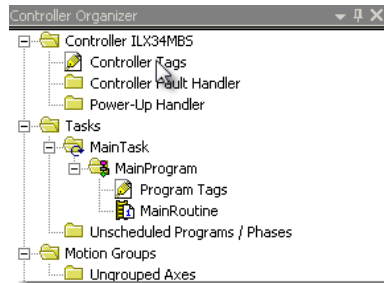 Controller Organizer
Controller ILX34MBS
Controller Tags
Controller Fault Handler
Power-Up Handler
Tasks
MainTask
MainProgram
Program Tags
MainRoutine
Unscheduled Programs / Phases
Motion Groups
Ungrouped Axes